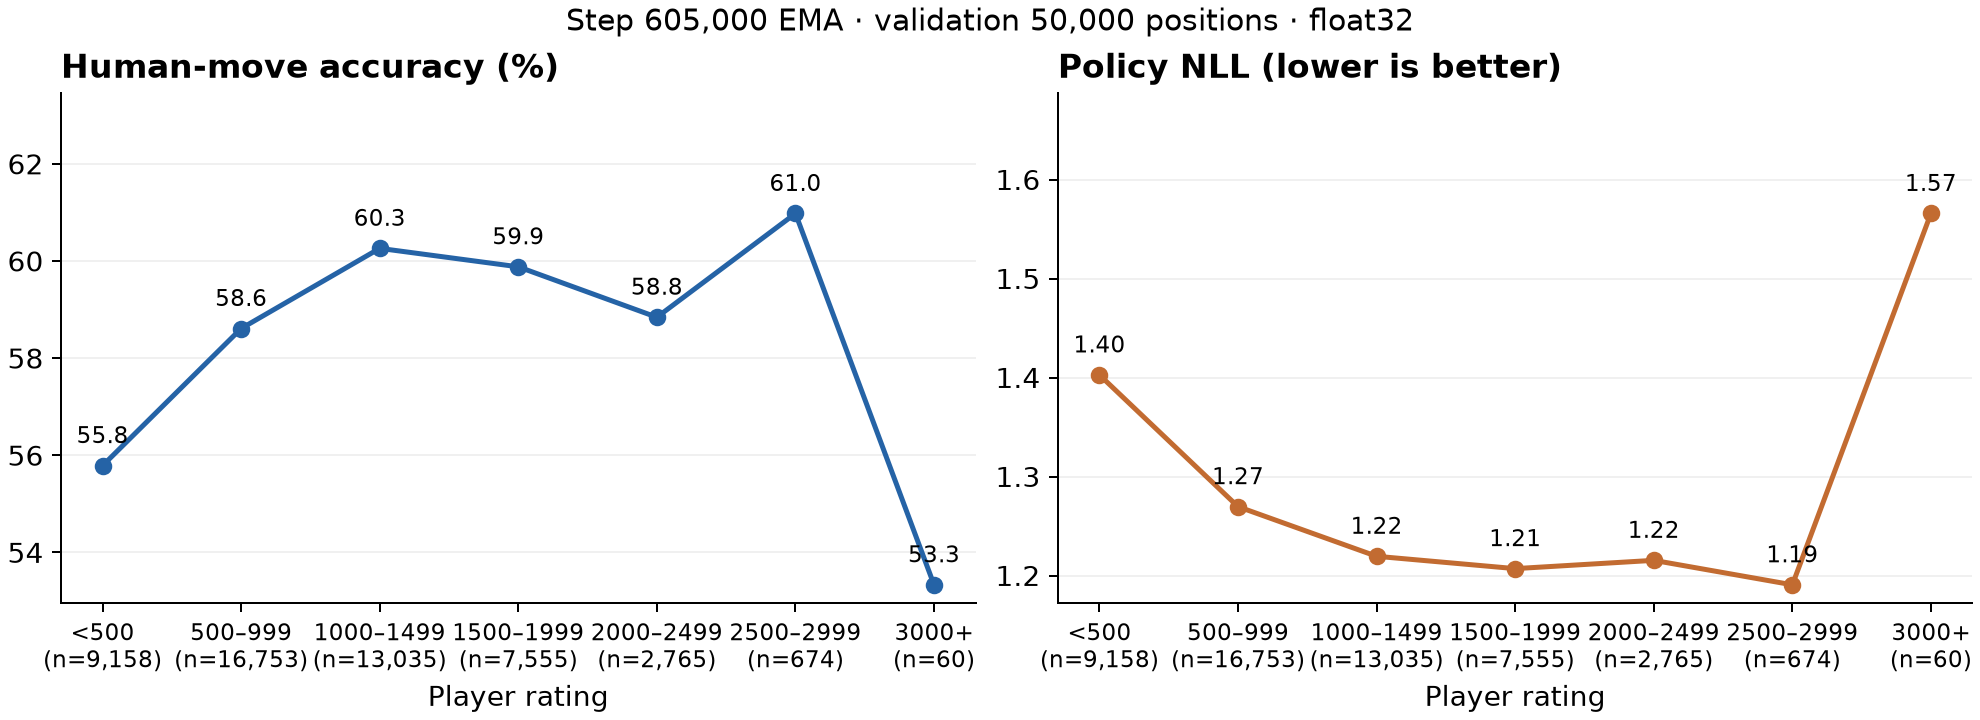 Step 605,000 EMA · validation 50,000 positions · float32
Human-move accuracy (%)
62
60
58
56
54
55.8
58.6
60.3
59.9
58.8
61.0
53.3
<500 500–999 1000–1499 1500–1999 2000–2499 2500–2999 3000+
(n=9,158) (n=16,753) (n=13,035) (n=7,555) (n=2,765) (n=674) (n=60)
Player rating
Policy NLL (lower is better)
1.6
1.5
1.4
1.3
1.2
1.40
1.27
1.22
1.21
1.22
1.19
1.57
<500 500–999 1000–1499 1500–1999 2000–2499 2500–2999 3000+
(n=9,158) (n=16,753) (n=13,035) (n=7,555) (n=2,765) (n=674) (n=60)
Player rating